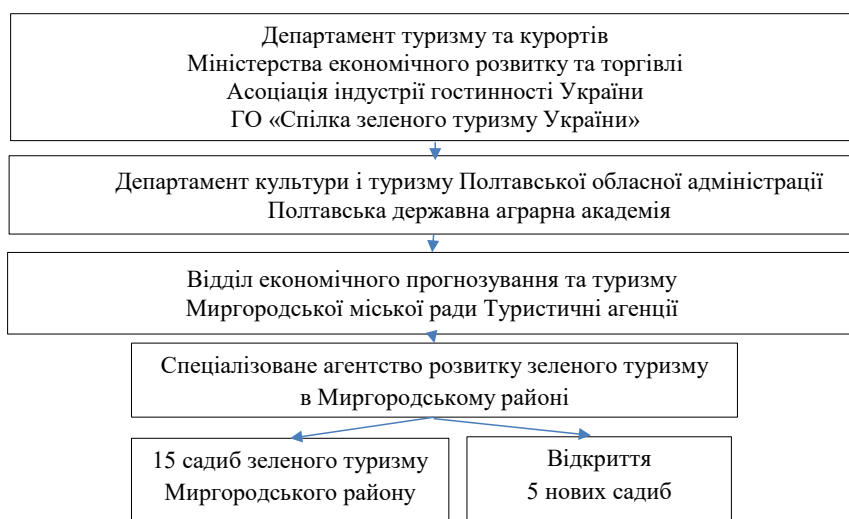 Департамент туризму та курортів
Міністерства економічного розвитку та торгівлі
Асоціація індустрії гостинності України
ГО «Спілка зеленого туризму України»
Департамент культури і туризму Полтавської обласної адміністрації
Полтавська державна аграрна академія
Відділ економічного прогнозування та туризму
Миргородської міської ради Туристичні агенції
Спеціалізоване агентство розвитку зеленого туризму
в Миргородському районі
15 садиб зеленого туризму
Миргородського району
Відкриття
5 нових садиб